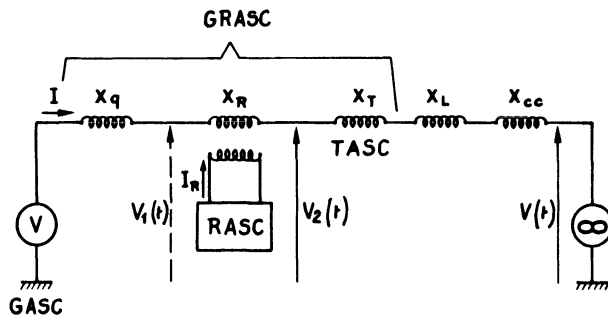 GRASC
I
Xq
XR
XT
XL
Xcc
TASC
IR
V1(t)
RASC
V2(t)
V(t)
V
∞
GASC